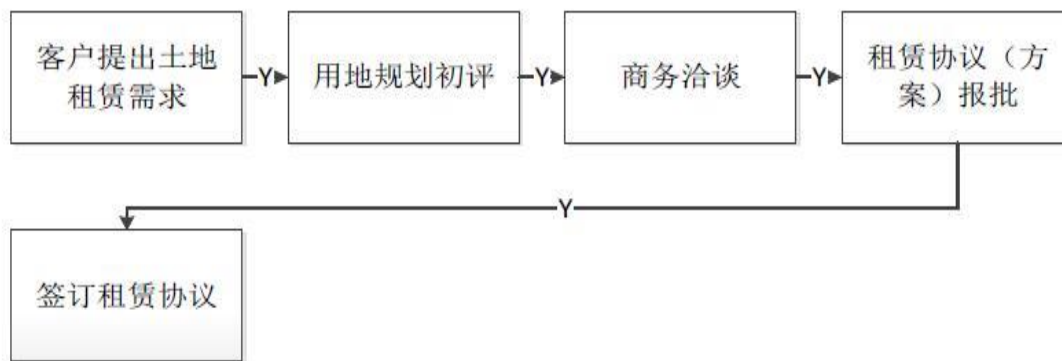 客户提出土地
租赁需求
Y
用地规划初评
Y
商务洽谈
Y
租赁协议（方
案）报批
Y
签订租赁协议